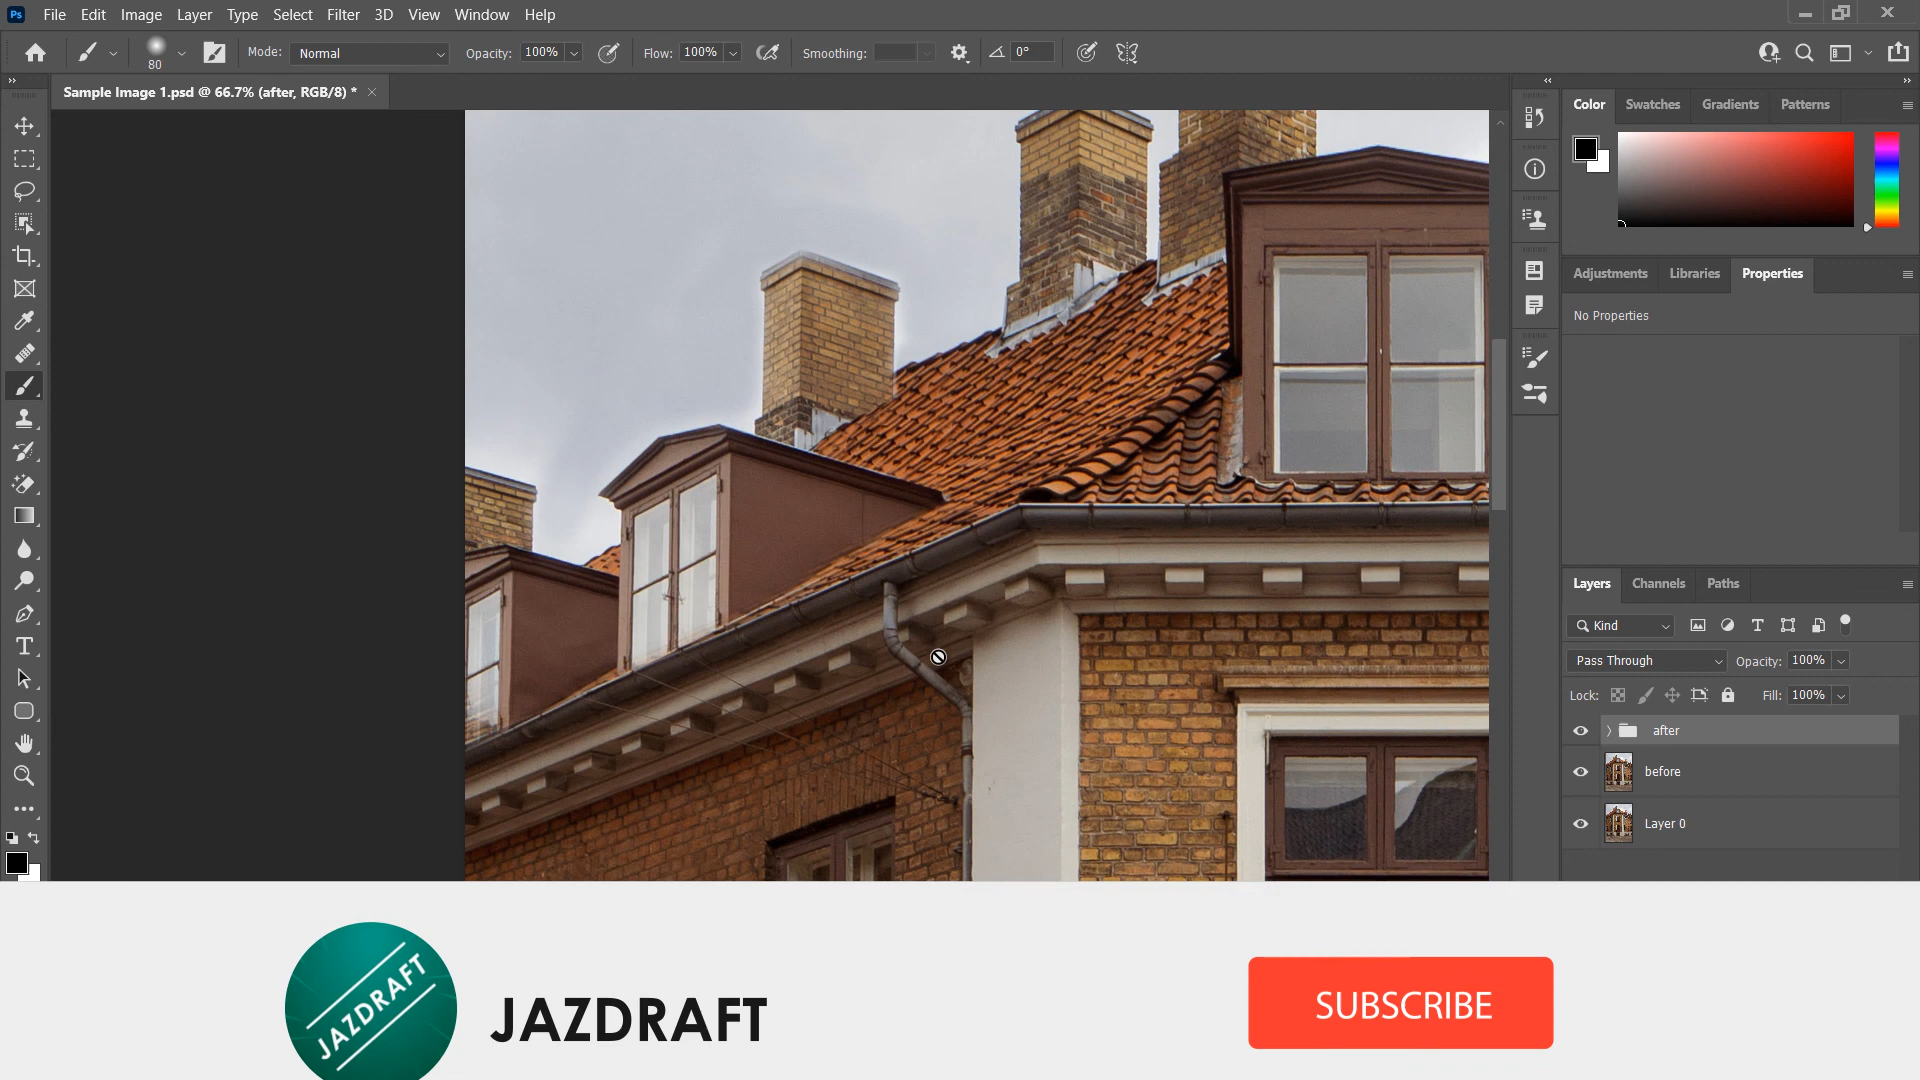 Ps File Edit Image Layer Type Select Filter 3D View Window Help
80 Mode: Normal Opacity: 100% Flow: 100% Smoothing: 0°
Sample Image 1.psd @ 66.7% (after, RGB/8) *
Color Swatches Gradients Patterns
Adjustments Libraries Properties
No Properties
Layers Channels Paths
Kind
Pass Through Opacity: 100%
Lock: Fill: 100%
after
before
Layer 0
JAZDRAFT
JAZDRAFT
SUBSCRIBE